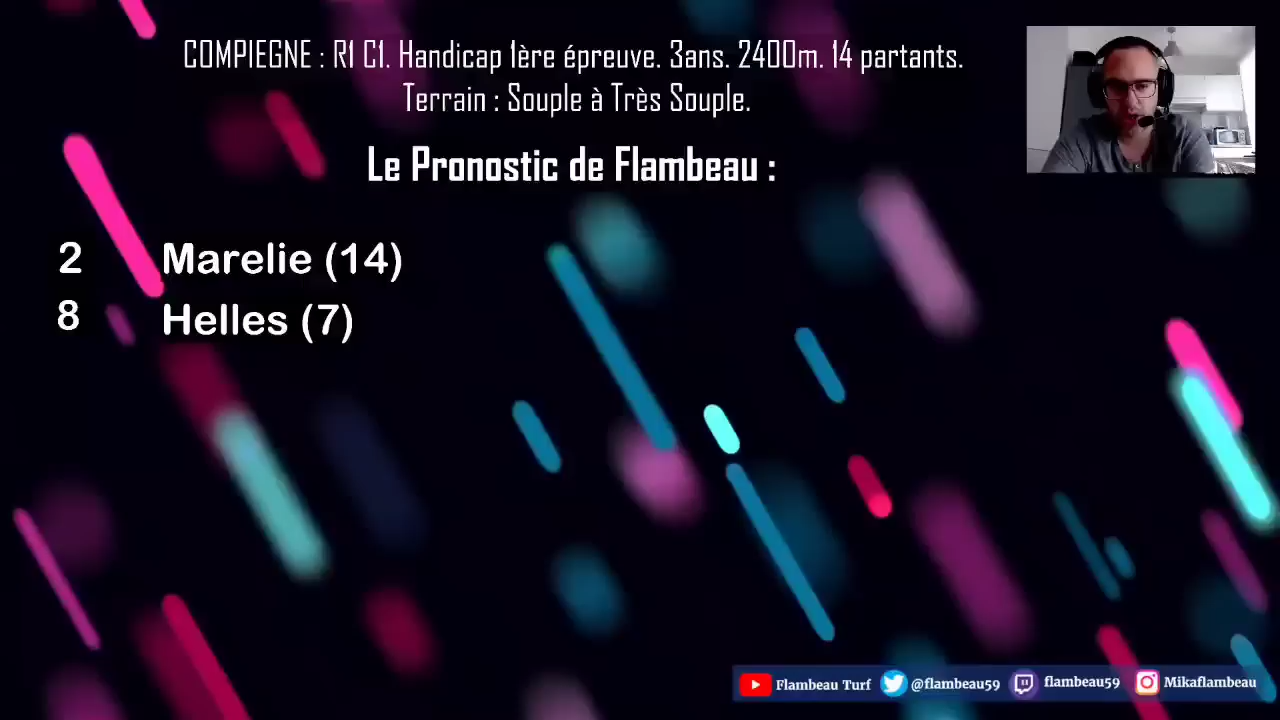 COMPIEGNE : R1 C1. Handicap 1ère épreuve. 3ans. 2400m. 14 partants.
Terrain : Souple à Très Souple.
Le Pronostic de Flambeau :
2 Marelie (14)
8 Helles (7)
Flambeau Turf @flambeau59 flambeau59 Mikaflambeau